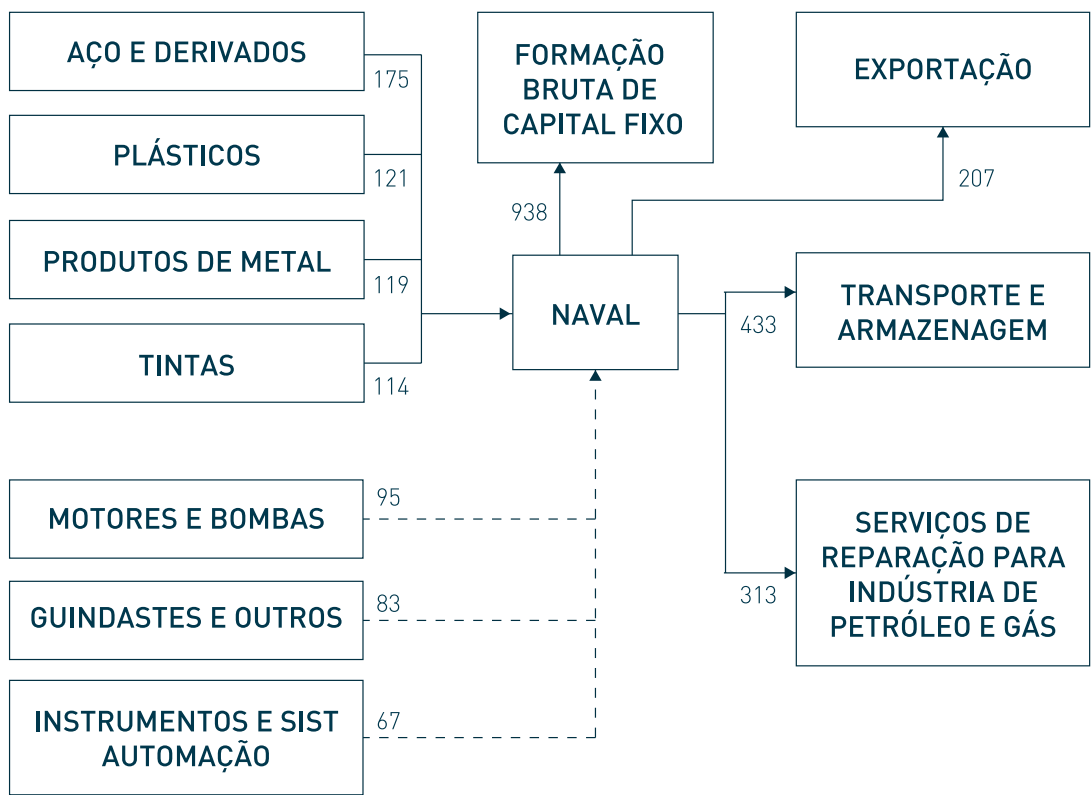 AÇO E DERIVADOS
175
PLÁSTICOS
121
PRODUTOS DE METAL
119
TINTAS
114
MOTORES E BOMBAS
95
GUINDASTES E OUTROS
83
INSTRUMENTOS E SIST
AUTOMAÇÃO
67
FORMAÇÃO
BRUTA DE
CAPITAL FIXO
938
NAVAL
EXPORTAÇÃO
207
TRANSPORTE E
ARMAZENAGEM
433
SERVIÇOS DE
REPARAÇÃO PARA
INDÚSTRIA DE
PETRÓLEO E GÁS
313